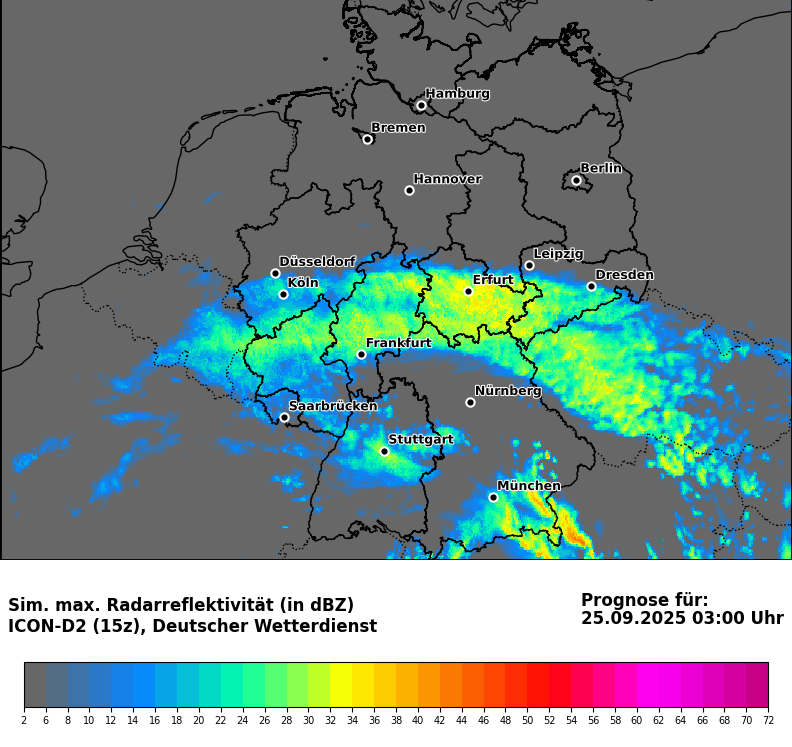 Hamburg
Bremen
Berlin
Hannover
Leipzig
Düsseldorf
Dresden
Köln
Erfurt
Frankfurt
Nürnberg
Saarbrücken
Stuttgart
München
Sim. max. Radarreflektivität (in dBZ)
ICON-D2 (15z), Deutscher Wetterdienst
Prognose für:
25.09.2025 03:00 Uhr
2 6 8 10 12 14 16 18 20 22 24 26 28 30 32 34 36 38 40 42 44 46 48 50 52 54 56 58 60 62 64 66 68 70 72